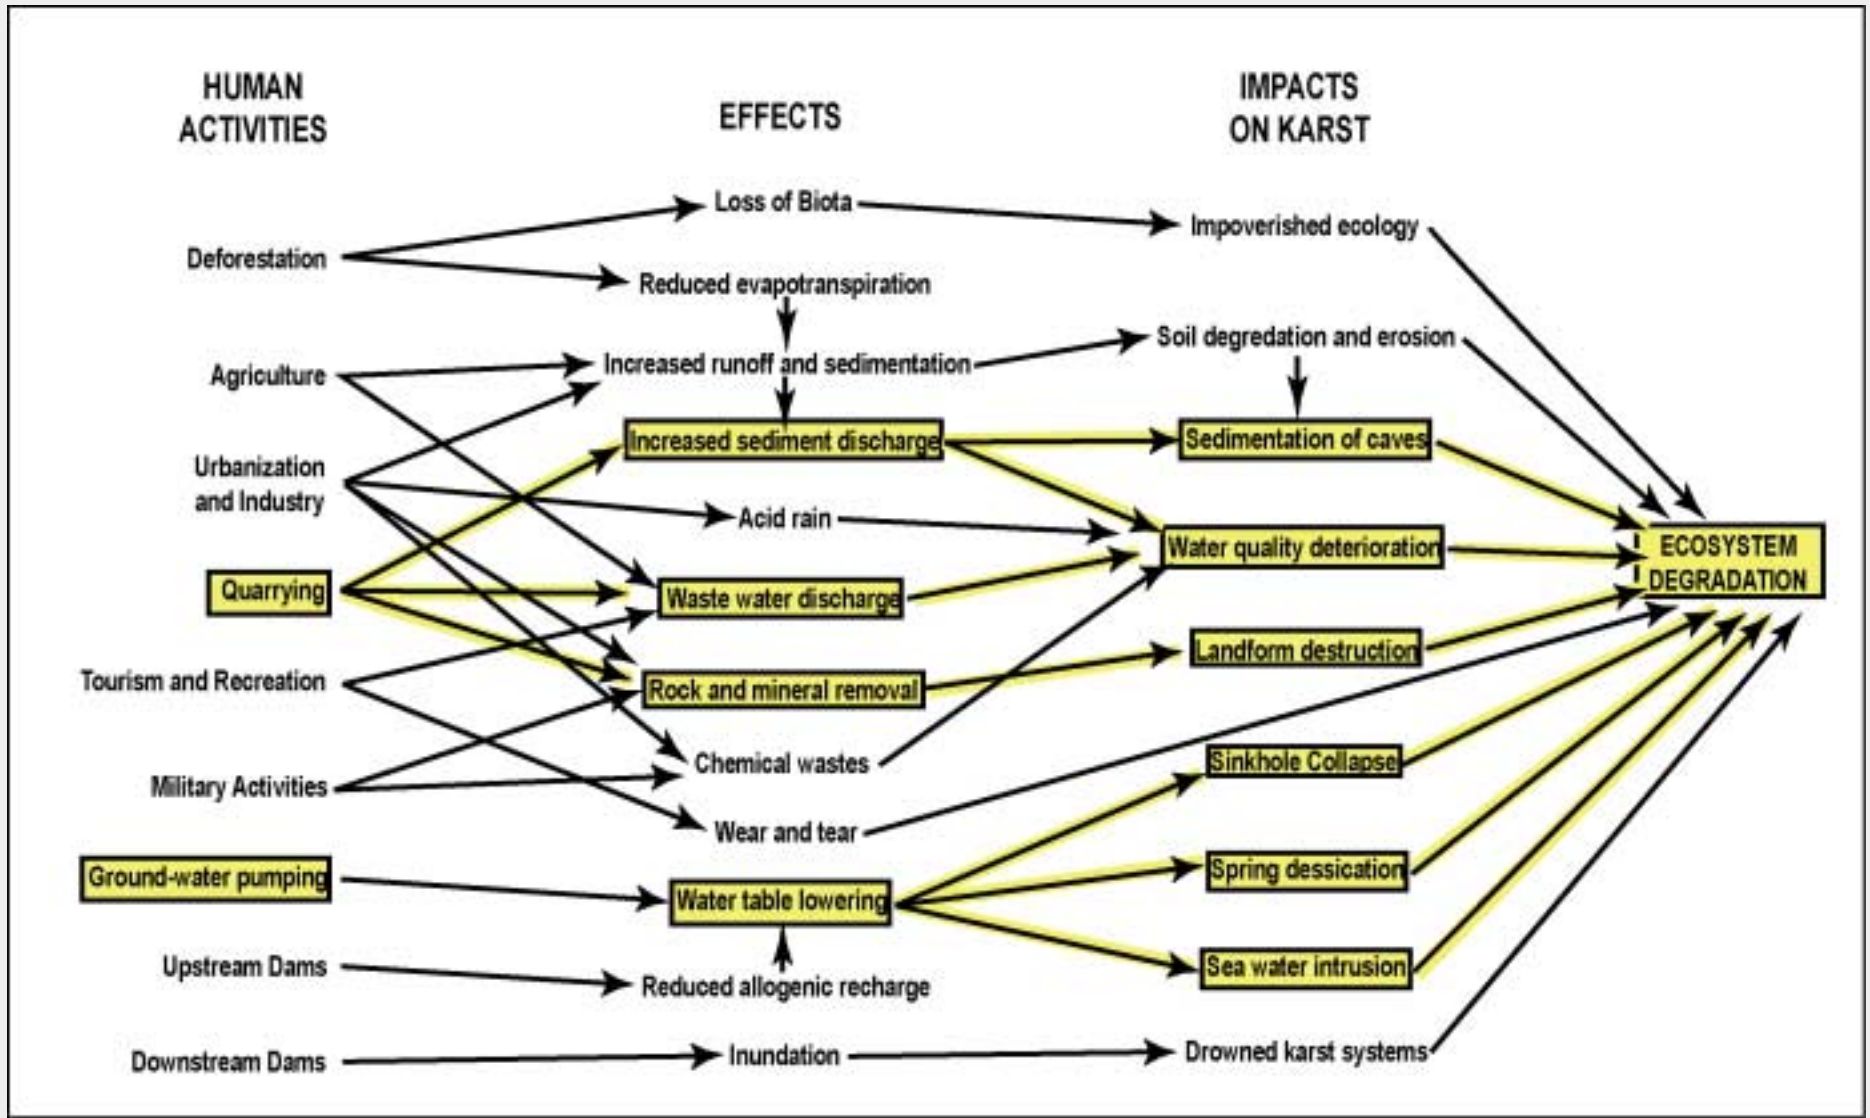 HUMAN
ACTIVITIES
EFFECTS
IMPACTS
ON KARST
Loss of Biota
Impoverished ecology
Deforestation
Reduced evapotranspiration
Soil degredation and erosion
Agriculture
Increased runoff and sedimentation
Increased sediment discharge
Sedimentation of caves
Urbanization
and Industry
Acid rain
Water quality deterioration
ECOSYSTEM
DEGRADATION
Quarrying
Waste water discharge
Landform destruction
Tourism and Recreation
Rock and mineral removal
Chemical wastes
Sinkhole Collapse
Military Activities
Wear and tear
Ground-water pumping
Water table lowering
Spring dessication
Upstream Dams
Reduced allogenic recharge
Sea water intrusion
Downstream Dams
Inundation
Drowned karst systems